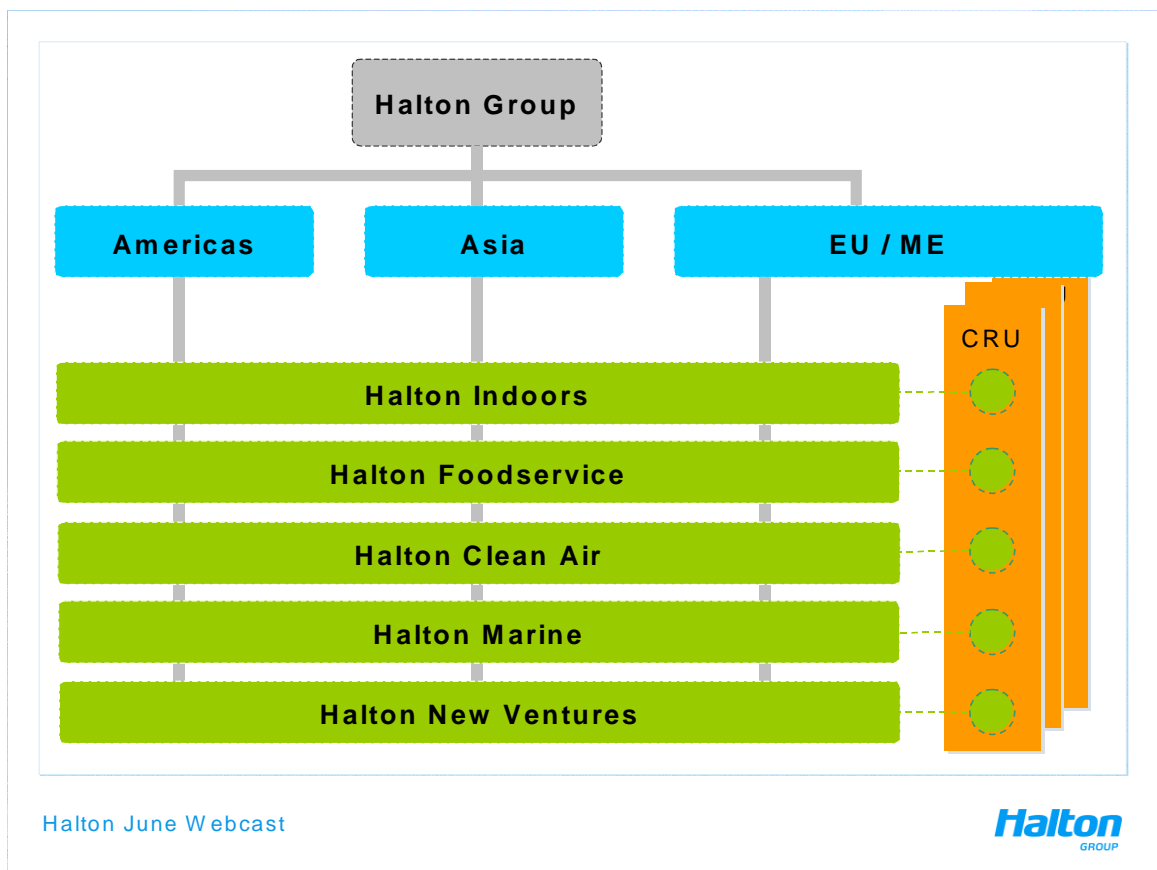 Halton Group
Americas
Asia
EU / ME
CRU
Halton Indoors
Halton Foodservice
Halton Clean Air
Halton Marine
Halton New Ventures
Halton June Webcast
Halton
GROUP